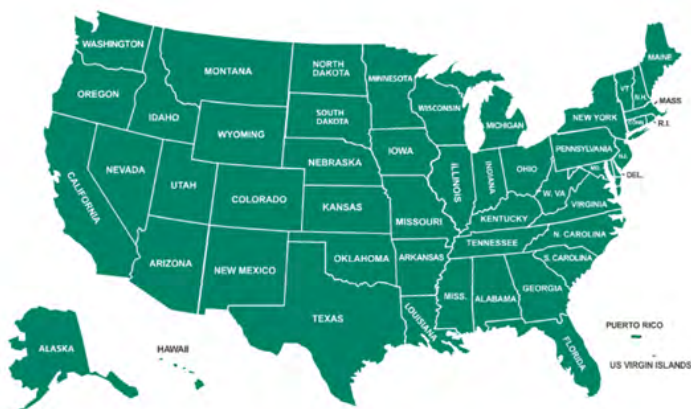 WASHINGTON
MONTANA
NORTH
DAKOTA
MINNESOTA
MAINE
OREGON
IDAHO
WYOMING
SOUTH
DAKOTA
WISCONSIN
MICHIGAN
VT
N.H.
MASS.
NEW YORK
CONN.
R.I.
NEVADA
UTAH
COLORADO
NEBRASKA
IOWA
ILLINOIS
INDIANA
OHIO
PENNSYLVANIA
N.J.
MD.
DEL.
CALIFORNIA
KANSAS
MISSOURI
KENTUCKY
W. VA
VIRGINIA
ARIZONA
NEW MEXICO
OKLAHOMA
ARKANSAS
TENNESSEE
N. CAROLINA
S. CAROLINA
TEXAS
LOUISIANA
MISS.
ALABAMA
GEORGIA
FLORIDA
ALASKA
HAWAII
PUERTO RICO
US VIRGIN ISLANDS